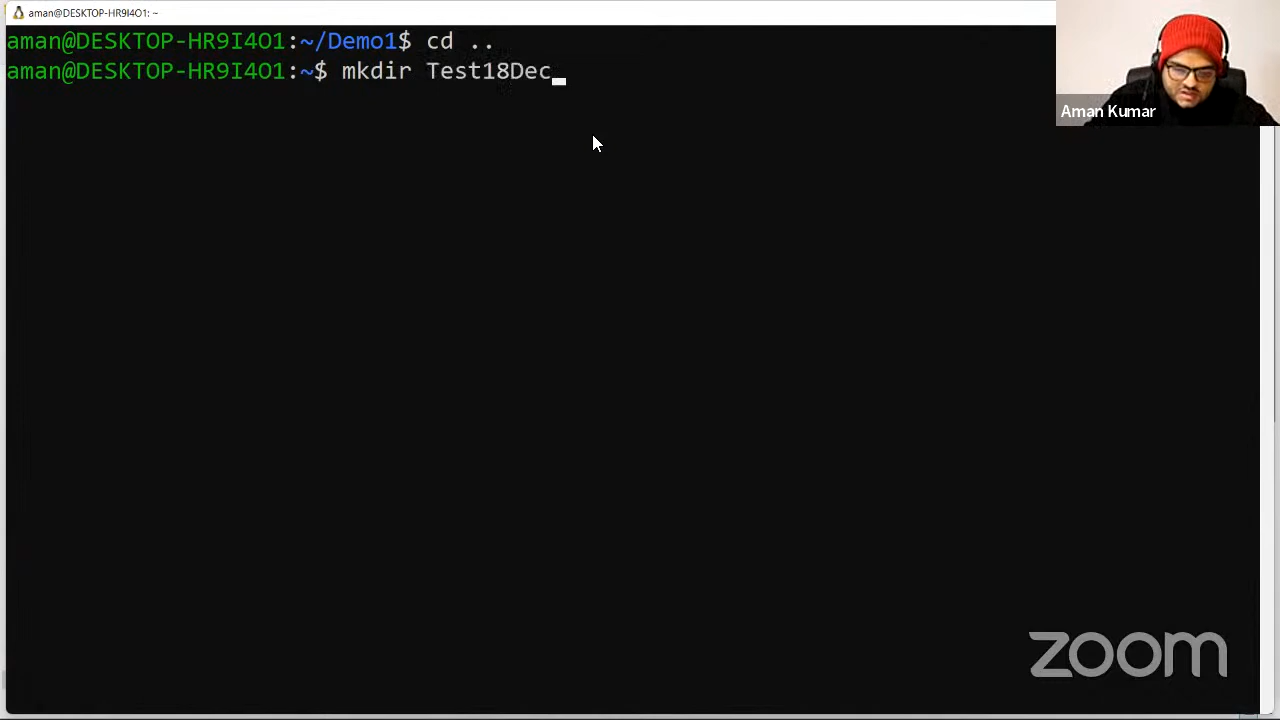 aman@DESKTOP-HR9I4O1: ~
aman@DESKTOP-HR9I4O1:~/Demo1$ cd ..
aman@DESKTOP-HR9I4O1:~$ mkdir Test18Dec
Aman Kumar
zoom